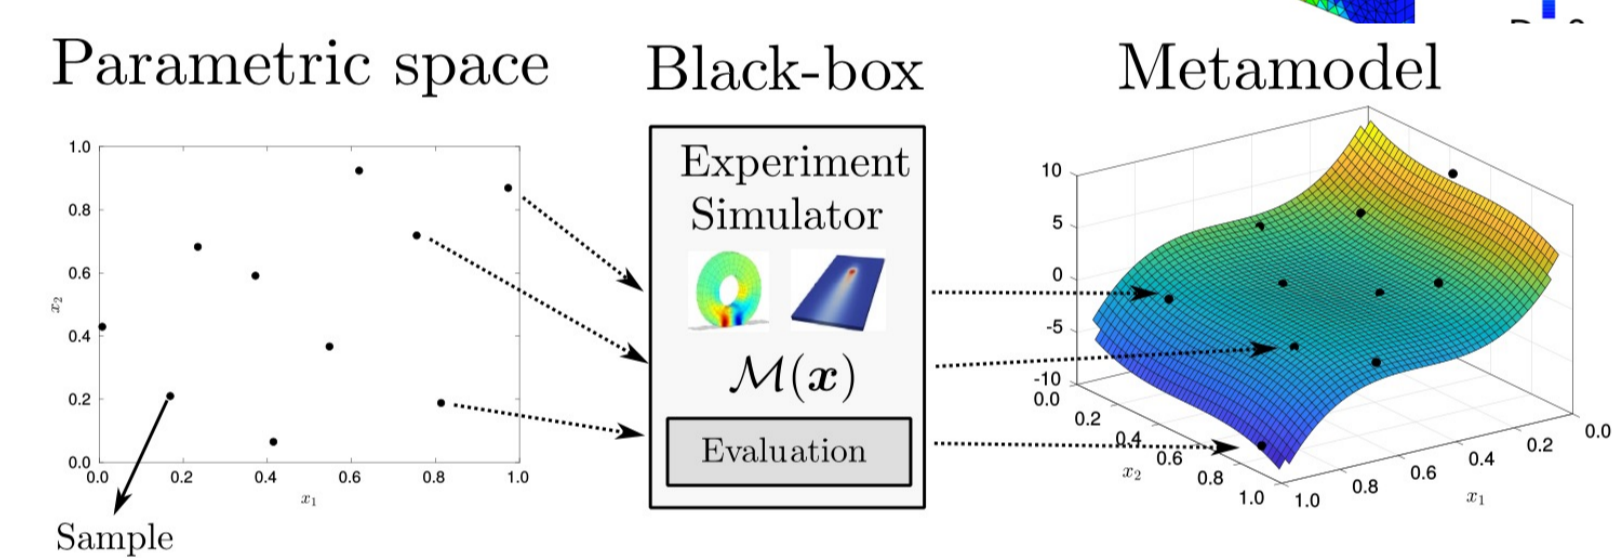 Parametric space
Black-box
Metamodel
1.0
0.8
0.6
0.4
0.2
0.0
x₂
0.0 0.2 0.4 0.6 0.8 1.0
x₁
Sample
Experiment
Simulator
ℳ(𝒙)
Evaluation
10
5
0
-5
-10
0.0
0.2
0.4
0.6
0.8
1.0
x₂
1.0
0.8
0.6
0.4
0.2
0.0
x₁